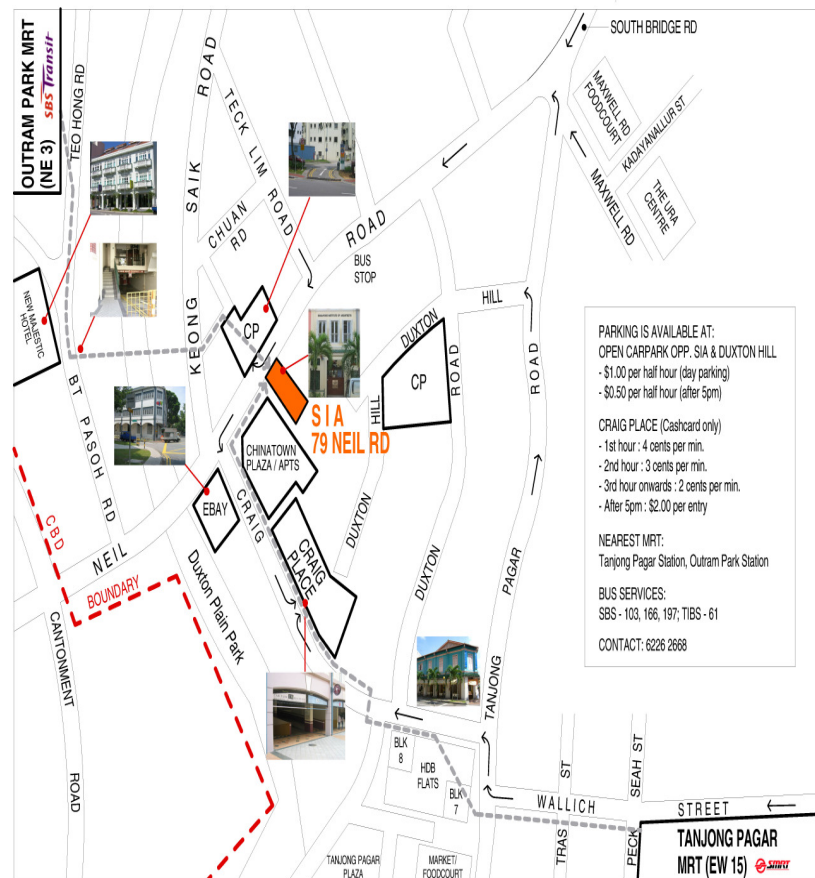 OUTRAM PARK MRT
(NE 3)
SBS Transit
TEO HONG RD
SAIK
ROAD
KEONG
TECK LIM ROAD
CHUAN
RD
SOUTH BRIDGE RD
MAXWELL RD
FOODCOURT
KADAYANALLUR ST
MAXWELL RD
THE URA
CENTRE
ROAD
BUS
STOP
NEW MAJESTIC
HOTEL
CP
DUXTON
HILL
HILL
CP
ROAD
ROAD
S I A
79 NEIL RD
BT PASOH RD
CHINATOWN
PLAZA / APTS
EBAY
CRAIG
CRAIG
PLACE
DUXTON
DUXTON
PAGAR
TANJONG
CBD
BOUNDARY
NEIL
Duxton Plain Park
CANTONMENT
ROAD
PARKING IS AVAILABLE AT:
OPEN CARPARK OPP. SIA & DUXTON HILL
- $1.00 per half hour (day parking)
- $0.50 per half hour (after 5pm)
CRAIG PLACE (Cashcard only)
- 1st hour : 4 cents per min.
- 2nd hour : 3 cents per min.
- 3rd hour onwards : 2 cents per min.
- After 5pm : $2.00 per entry
NEAREST MRT:
Tanjong Pagar Station, Outram Park Station
BUS SERVICES:
SBS - 103, 166, 197; TIBS - 61
CONTACT: 6226 2668
BLK
8
HDB
FLATS
BLK
7
TANJONG PAGAR
PLAZA
MARKET/
FOODCOURT
TRAS ST
PECK SEAH ST
WALLICH STREET
TANJONG PAGAR
MRT (EW 15)
SMRT